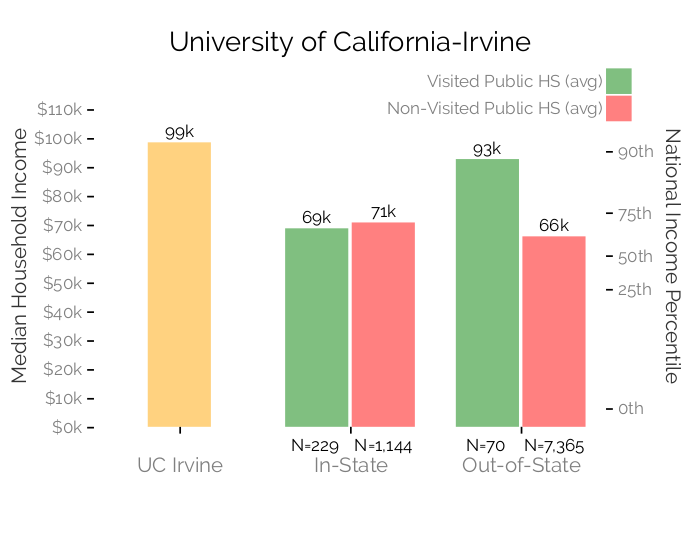 University of California-Irvine
Visited Public HS (avg)
Non-Visited Public HS (avg)
Median Household Income
$110k
$100k
$90k
$80k
$70k
$60k
$50k
$40k
$30k
$20k
$10k
$0k
99k
69k
71k
93k
66k
90th
75th
50th
25th
0th
National Income Percentile
N=229 N=1,144 N=70 N=7,365
UC Irvine In-State Out-of-State